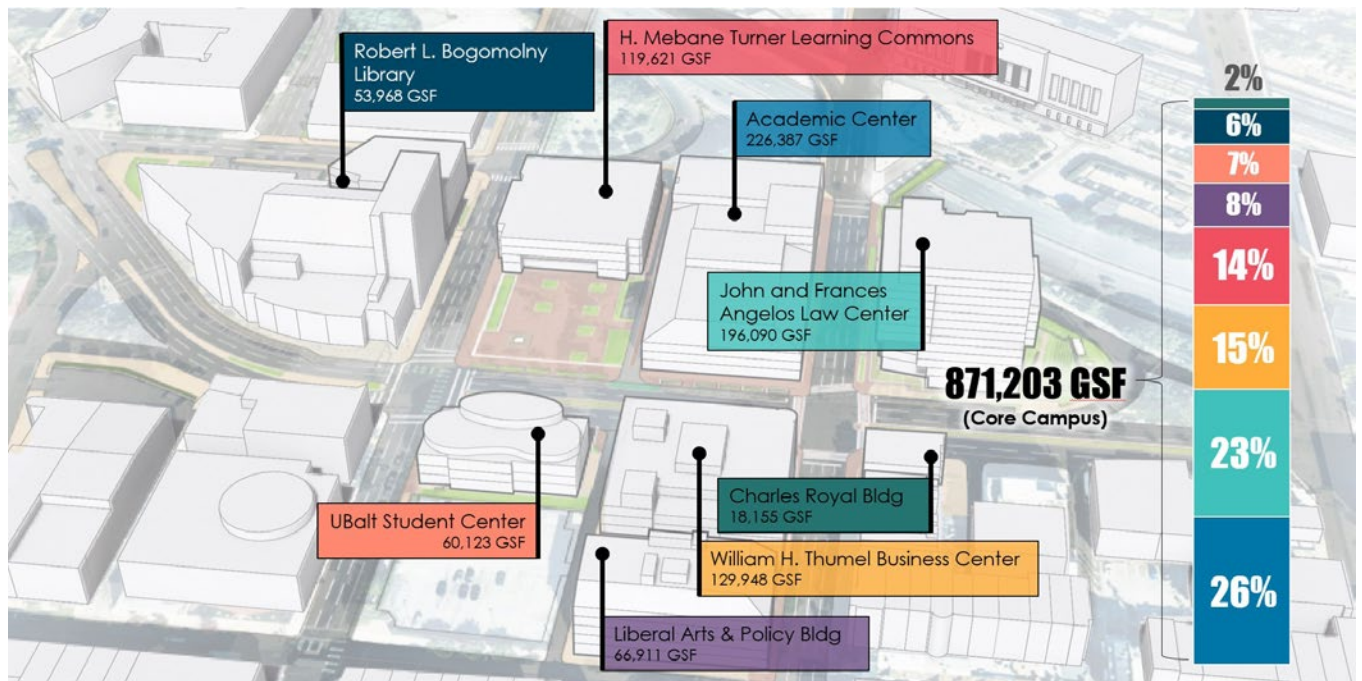 Robert L. Bogomolny
Library
53,968 GSF
H. Mebane Turner Learning Commons
119,621 GSF
Academic Center
226,387 GSF
John and Frances
Angelos Law Center
196,090 GSF
871,203 GSF
(Core Campus)
Charles Royal Bldg
18,155 GSF
UBalt Student Center
60,123 GSF
William H. Thumel Business Center
129,948 GSF
Liberal Arts & Policy Bldg
66,911 GSF
2%
6%
7%
8%
14%
15%
23%
26%